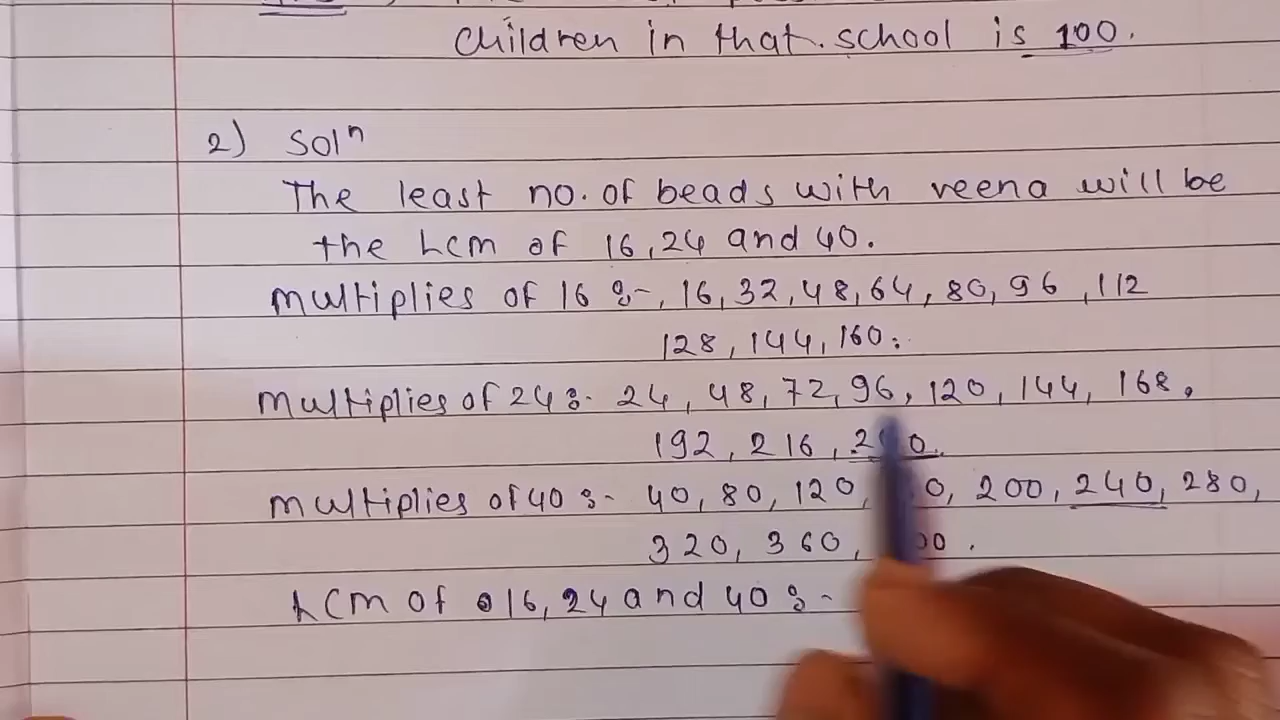 children in that. school is 100.
2) Solⁿ
The least no. of beads with veena will be
the Lcm of 16, 24 and 40.
multiplies of 16 :-, 16, 32, 48, 64, 80, 96, 112
128, 144, 160.
multiplies of 24 :- 24, 48, 72, 96, 120, 144, 168,
192, 216,
multiplies of 40 :- 40, 80, 120, 200, 240, 280,
320, 360,
Lcm of 16, 24 and 40 :-